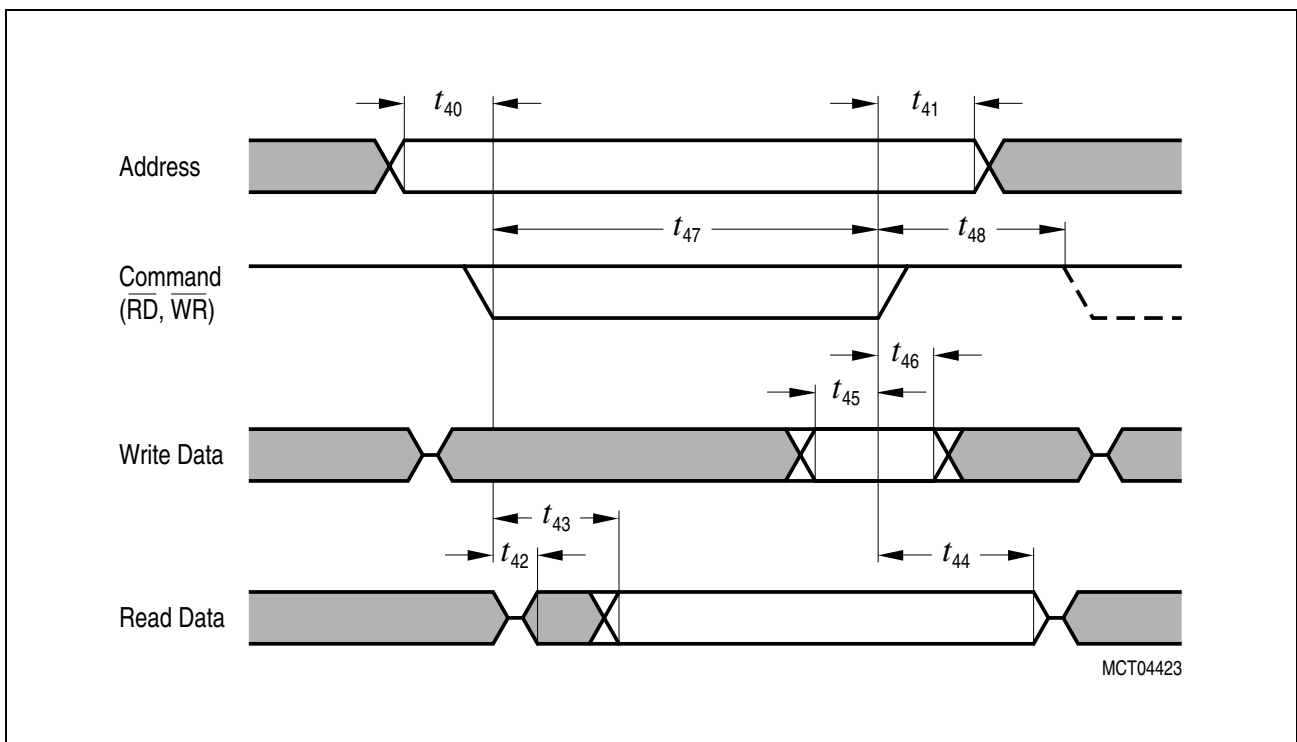 t40
t41
Address
t47
t48
Command
(RD, WR)
t46
t45
Write Data
t43
t42
t44
Read Data
MCT04423